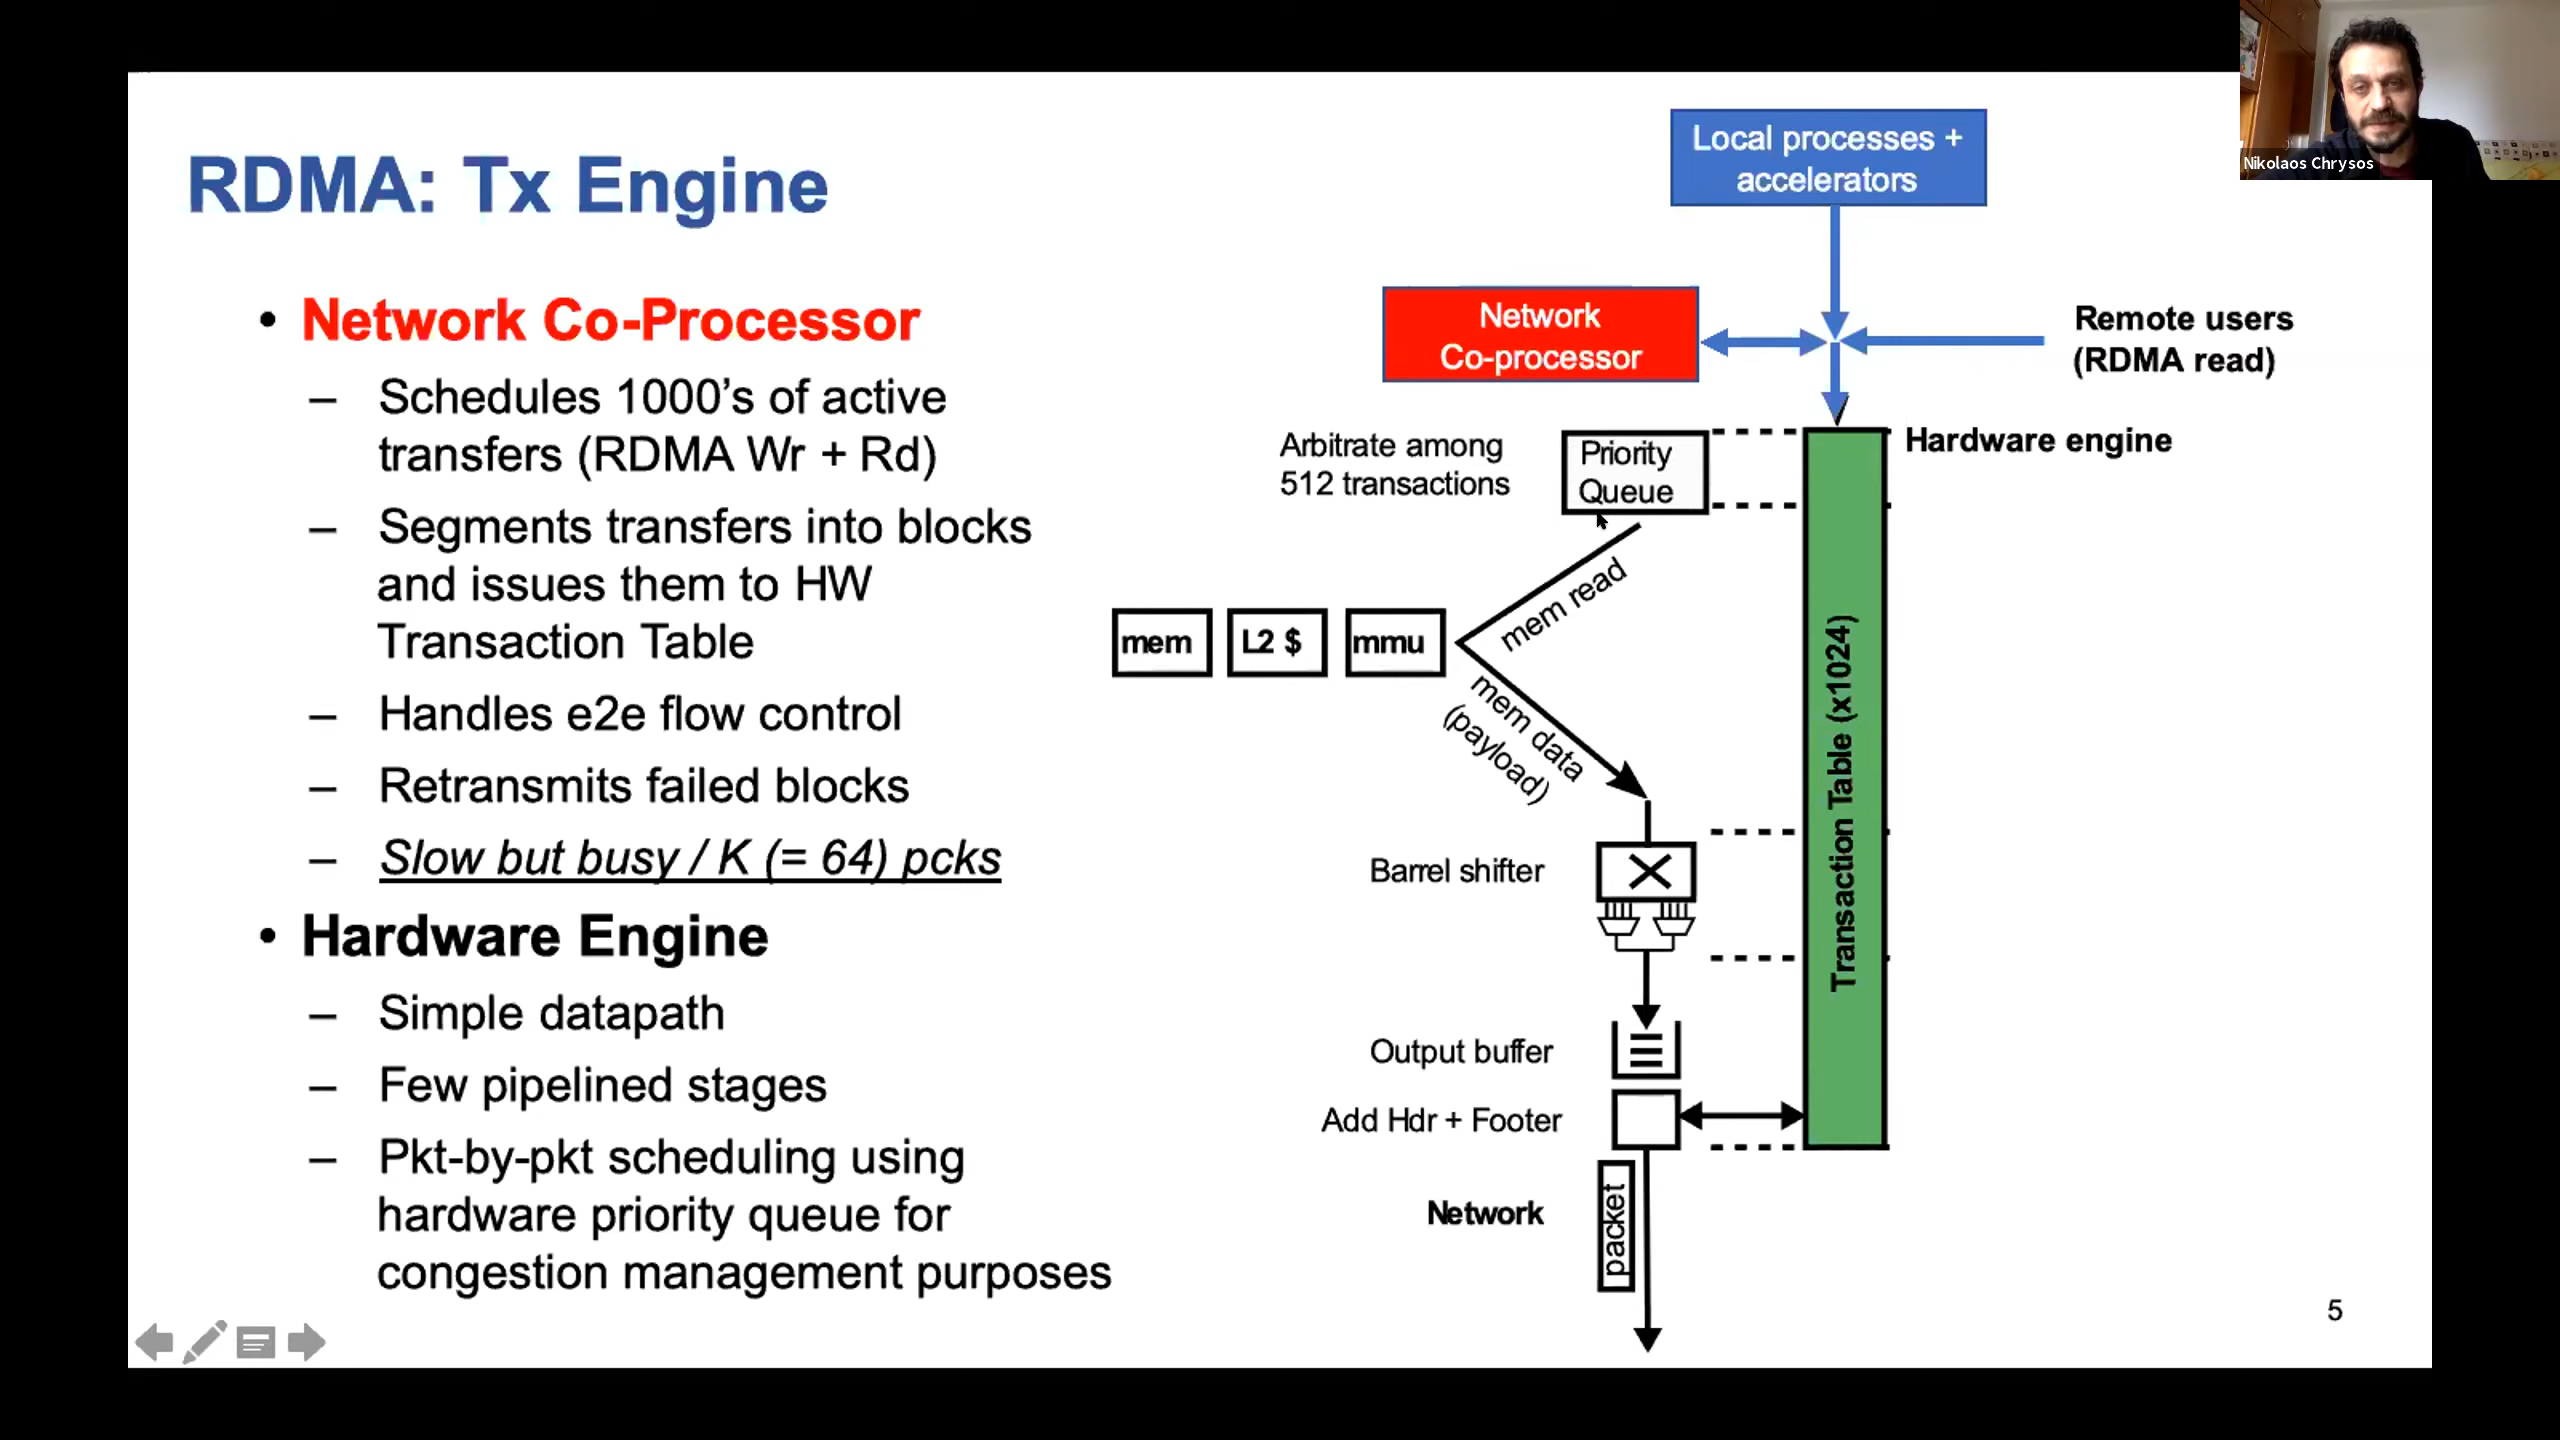 RDMA: Tx Engine
• Network Co-Processor
– Schedules 1000’s of active
transfers (RDMA Wr + Rd)
– Segments transfers into blocks
and issues them to HW
Transaction Table
– Handles e2e flow control
– Retransmits failed blocks
– Slow but busy / K (= 64) pcks
• Hardware Engine
– Simple datapath
– Few pipelined stages
– Pkt-by-pkt scheduling using
hardware priority queue for
congestion management purposes
Local processes +
accelerators
Network
Co-processor
Remote users
(RDMA read)
Hardware engine
Arbitrate among
512 transactions
Priority
Queue
mem read
mem
L2 $
mmu
mem data
(payload)
Transaction Table (x1024)
Barrel shifter
Output buffer
Add Hdr + Footer
Network
packet
5
Nikolaos Chrysos